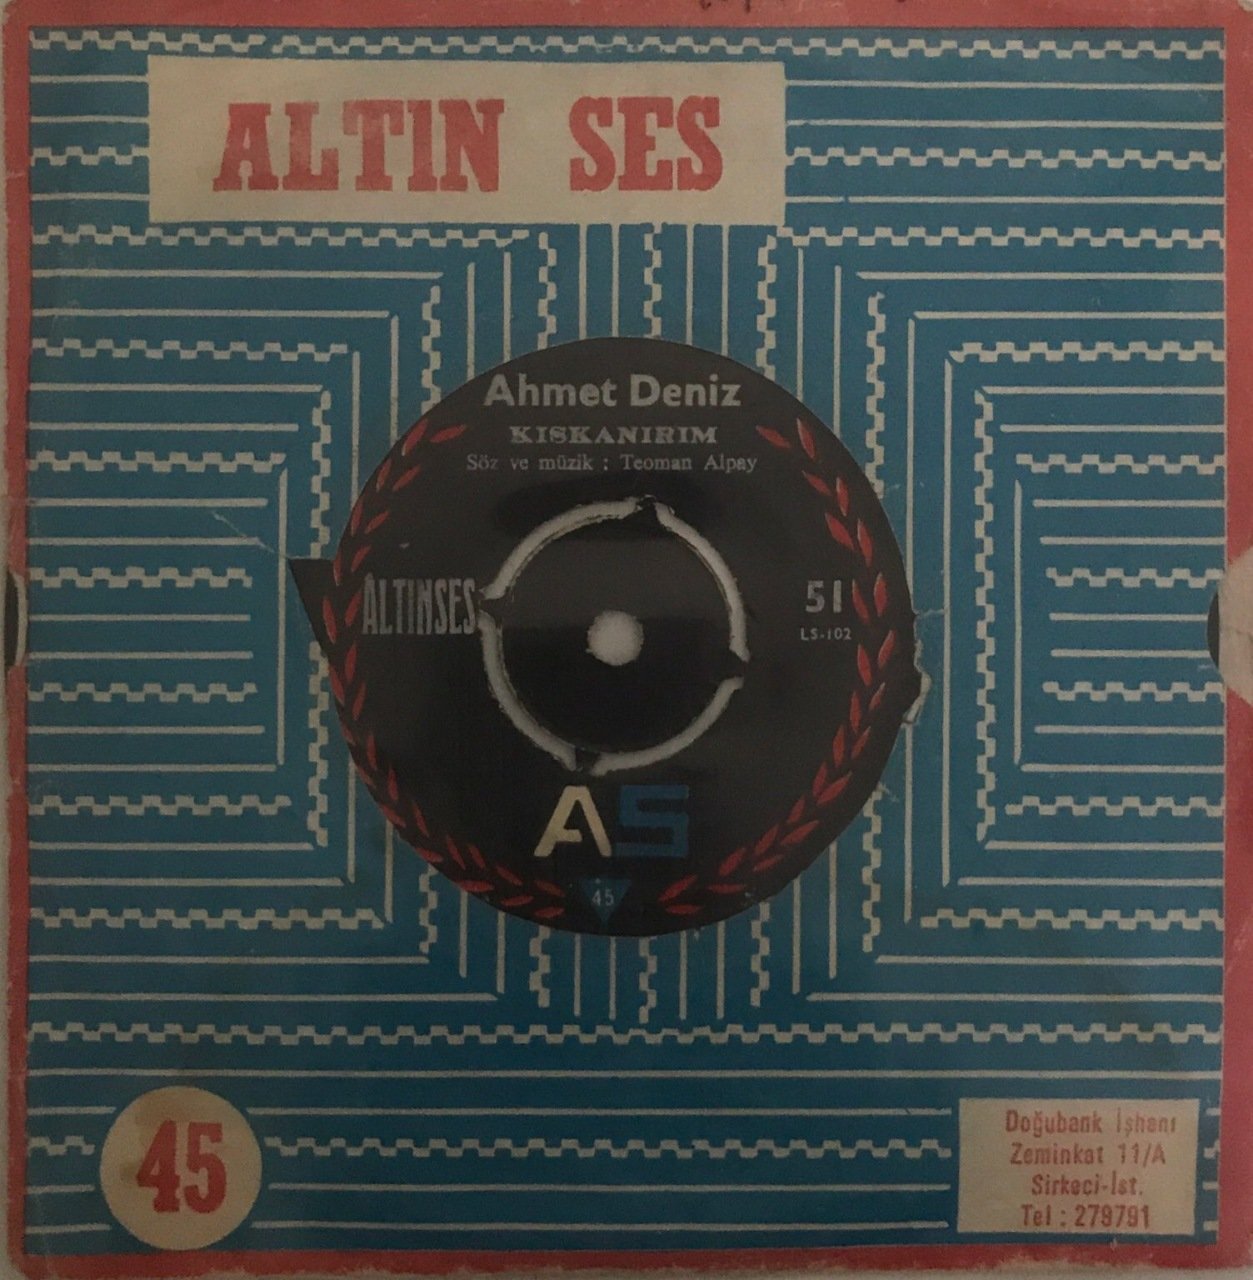 ALTIN SES
Ahmet Deniz
KISKANIRIM
Söz ve müzik : Teoman Alpay
ALTINSES
51
LS-102
AS
45
45
Doğubank İşhanı
Zeminkat 11/A
Sirkeci-İst.
Tel : 279791